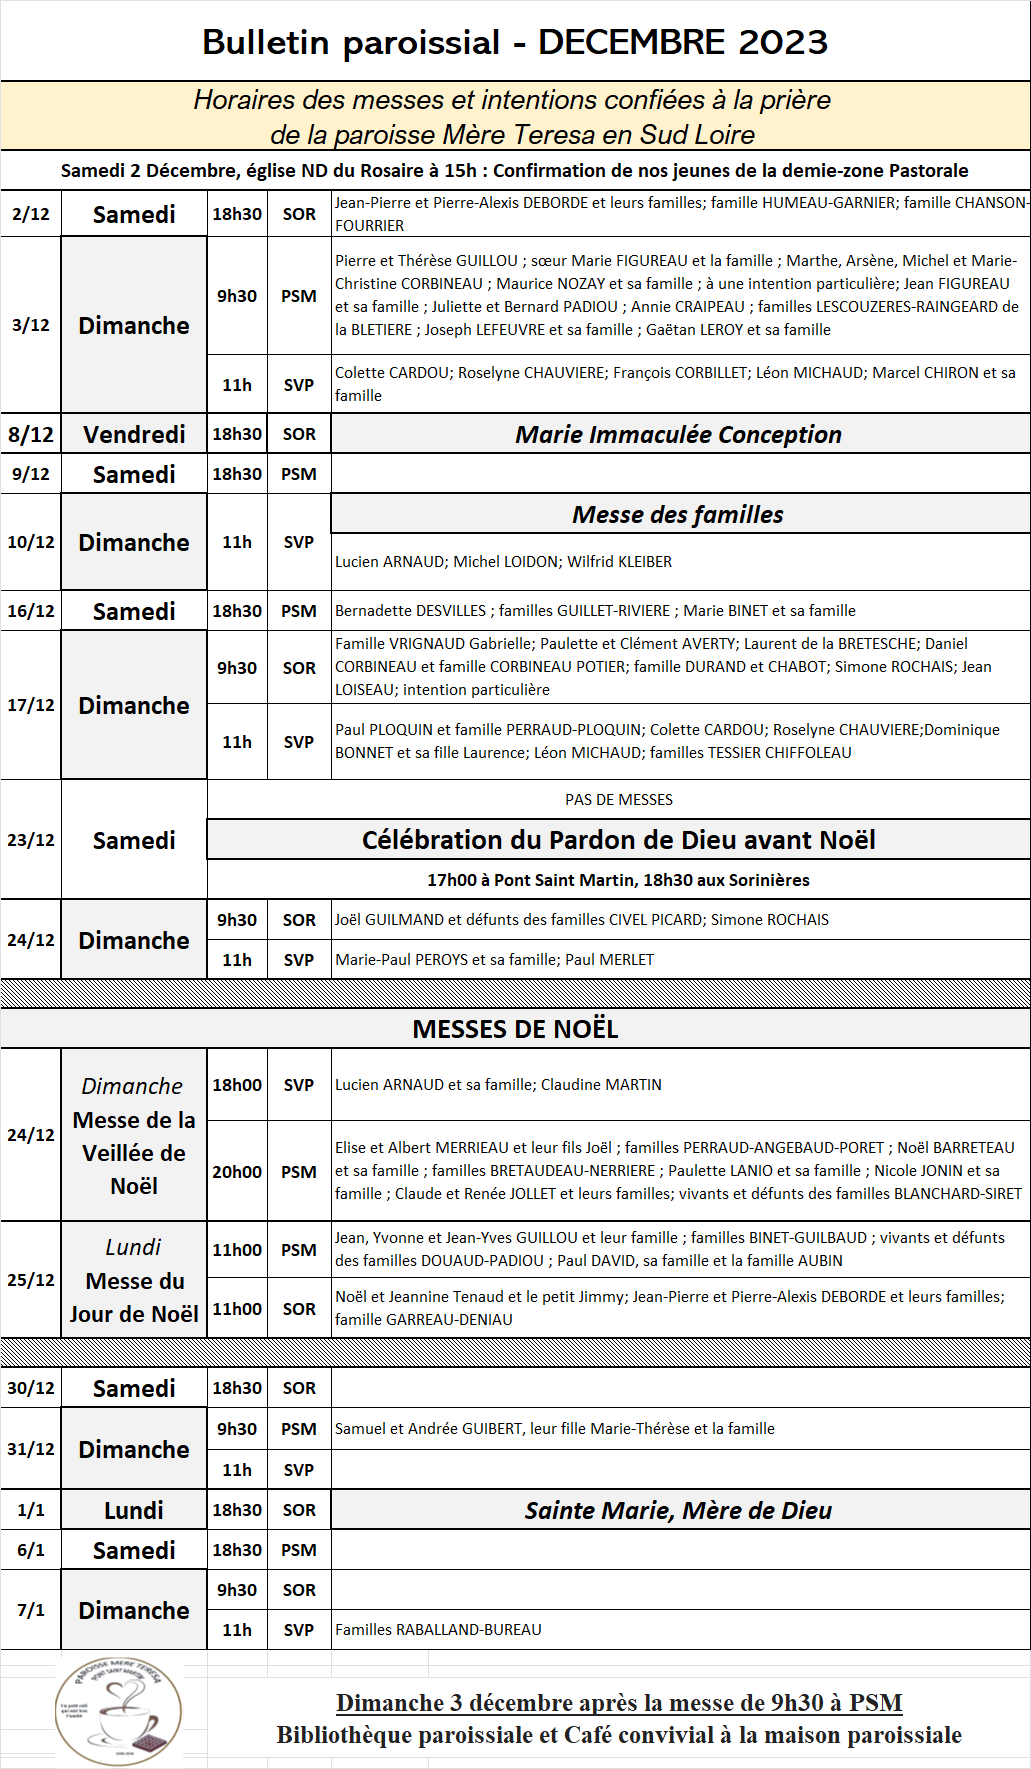 Bulletin paroissial - DECEMBRE 2023
Horaires des messes et intentions confiées à la prière
de la paroisse Mère Teresa en Sud Loire
Samedi 2 Décembre, église ND du Rosaire à 15h : Confirmation de nos jeunes de la demie-zone Pastorale
2/12 Samedi 18h30 SOR
Jean-Pierre et Pierre-Alexis DEBORDE et leurs familles; famille HUMEAU-GARNIER; famille CHANSON-
FOURRIER
3/12 Dimanche
9h30 PSM
Pierre et Thérèse GUILLOU ; sœur Marie FIGUREAU et la famille ; Marthe, Arsène, Michel et Marie-
Christine CORBINEAU ; Maurice NOZAY et sa famille ; à une intention particulière; Jean FIGUREAU
et sa famille ; Juliette et Bernard PADIOU ; Annie CRAIPEAU ; familles LESCOUZERES-RAINGEARD de
la BLETIERE ; Joseph LEFEUVRE et sa famille ; Gaëtan LEROY et sa famille
11h SVP
Colette CARDOU; Roselyne CHAUVIERE; François CORBILLET; Léon MICHAUD; Marcel CHIRON et sa
famille
8/12 Vendredi 18h30 SOR Marie Immaculée Conception
9/12 Samedi 18h30 PSM
10/12 Dimanche 11h SVP
Messe des familles
Lucien ARNAUD; Michel LOIDON; Wilfrid KLEIBER
16/12 Samedi 18h30 PSM Bernadette DESVILLES ; familles GUILLET-RIVIERE ; Marie BINET et sa famille
17/12 Dimanche
9h30 SOR
Famille VRIGNAUD Gabrielle; Paulette et Clément AVERTY; Laurent de la BRETESCHE; Daniel
CORBINEAU et famille CORBINEAU POTIER; famille DURAND et CHABOT; Simone ROCHAIS; Jean
LOISEAU; intention particulière
11h SVP
Paul PLOQUIN et famille PERRAUD-PLOQUIN; Colette CARDOU; Roselyne CHAUVIERE;Dominique
BONNET et sa fille Laurence; Léon MICHAUD; familles TESSIER CHIFFOLEAU
23/12 Samedi
PAS DE MESSES
Célébration du Pardon de Dieu avant Noël
17h00 à Pont Saint Martin, 18h30 aux Sorinières
24/12 Dimanche
9h30 SOR Joël GUILMAND et défunts des familles CIVEL PICARD; Simone ROCHAIS
11h SVP Marie-Paul PEROYS et sa famille; Paul MERLET
MESSES DE NOËL
24/12
Dimanche
Messe de la
Veillée de
Noël
18h00 SVP Lucien ARNAUD et sa famille; Claudine MARTIN
20h00 PSM
Elise et Albert MERRIEAU et leur fils Joël ; familles PERRAUD-ANGEBAUD-PORET ; Noël BARRETEAU
et sa famille ; familles BRETAUDEAU-NERRIERE ; Paulette LANIO et sa famille ; Nicole JONIN et sa
famille ; Claude et Renée JOLLET et leurs familles; vivants et défunts des familles BLANCHARD-SIRET
25/12
Lundi
Messe du
Jour de Noël
11h00 PSM
Jean, Yvonne et Jean-Yves GUILLOU et leur famille ; familles BINET-GUILBAUD ; vivants et défunts
des familles DOUAUD-PADIOU ; Paul DAVID, sa famille et la famille AUBIN
11h00 SOR
Noël et Jeannine Tenaud et le petit Jimmy; Jean-Pierre et Pierre-Alexis DEBORDE et leurs familles;
famille GARREAU-DENIAU
30/12 Samedi 18h30 SOR
31/12 Dimanche
9h30 PSM Samuel et Andrée GUIBERT, leur fille Marie-Thérèse et la famille
11h SVP
1/1 Lundi 18h30 SOR Sainte Marie, Mère de Dieu
6/1 Samedi 18h30 PSM
7/1 Dimanche
9h30 SOR
11h SVP Familles RABALLAND-BUREAU
PAROISSE MERE TERESA
PONT SAINT MARTIN
Dimanche 3 décembre après la messe de 9h30 à PSM
Bibliothèque paroissiale et Café convivial à la maison paroissiale